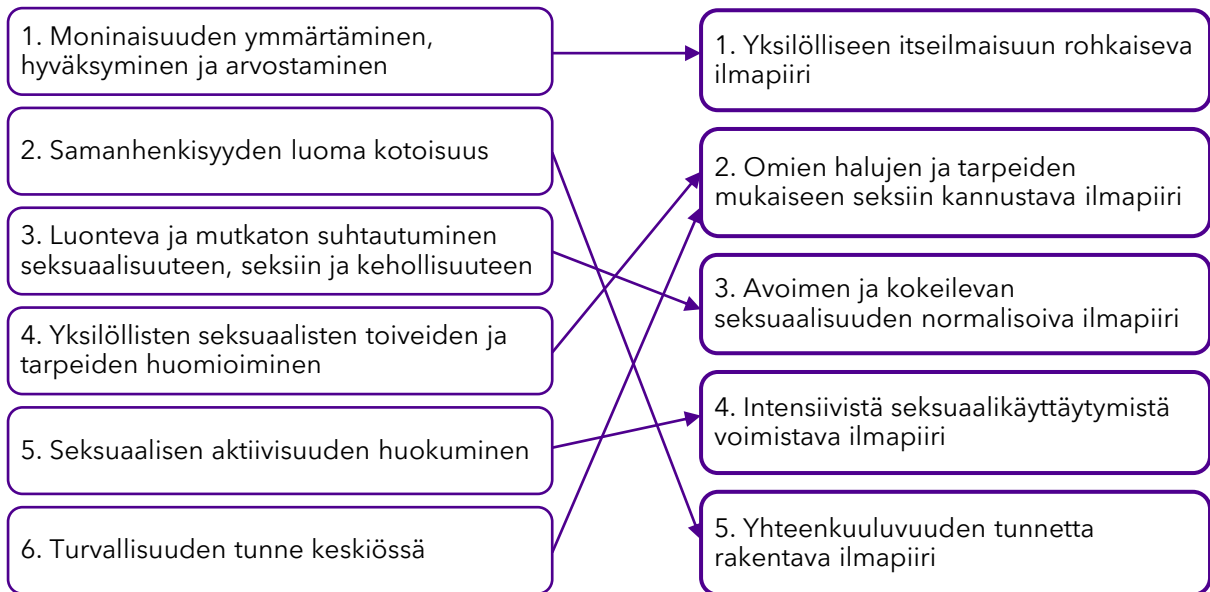 1. Moninaisuuden ymmärtäminen,
hyväksyminen ja arvostaminen
2. Samanhenkisyyden luoma kotoisuus
3. Luonteva ja mutkaton suhtautuminen
seksuaalisuuteen, seksiin ja kehollisuuteen
4. Yksilöllisten seksuaalisten toiveiden ja
tarpeiden huomioiminen
5. Seksuaalisen aktiivisuuden huokuminen
6. Turvallisuuden tunne keskiössä
1. Yksilölliseen itseilmaisuun rohkaiseva
ilmapiiri
2. Omien halujen ja tarpeiden
mukaiseen seksiin kannustava ilmapiiri
3. Avoimen ja kokeilevan
seksuaalisuuden normalisoiva ilmapiiri
4. Intensiivistä seksuaalikäyttäytymistä
voimistava ilmapiiri
5. Yhteenkuuluvuuden tunnetta
rakentava ilmapiiri